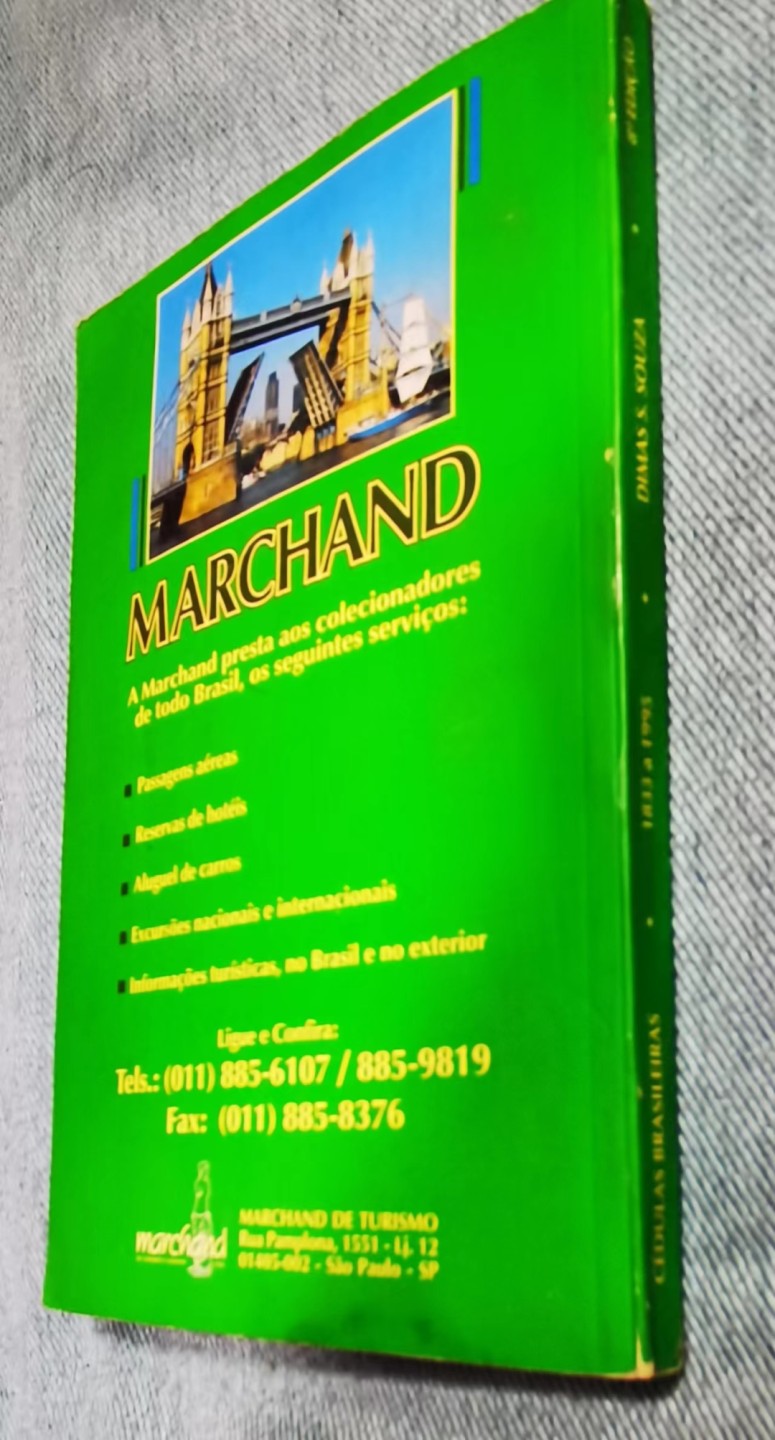 MARCHAND
A Marchand presta aos colecionadores
de todo Brasil, os seguintes serviços:
Passagens aéreas
Reservas de hotéis
Aluguel de carros
Excursões nacionais e internacionais
Informações turísticas, no Brasil e no exterior
Ligue e Confira:
Tels.: (011) 885-6107 / 885-9819
Fax: (011) 885-8376
marchand
MARCHAND DE TURISMO
Rua Pamplona, 1551 - Lj. 12
01405-002 - São Paulo - SP
CÉDULAS BRASILEIRAS • 1833 a 1995 • DIMAS S. SOUZA • EDIÇÃO